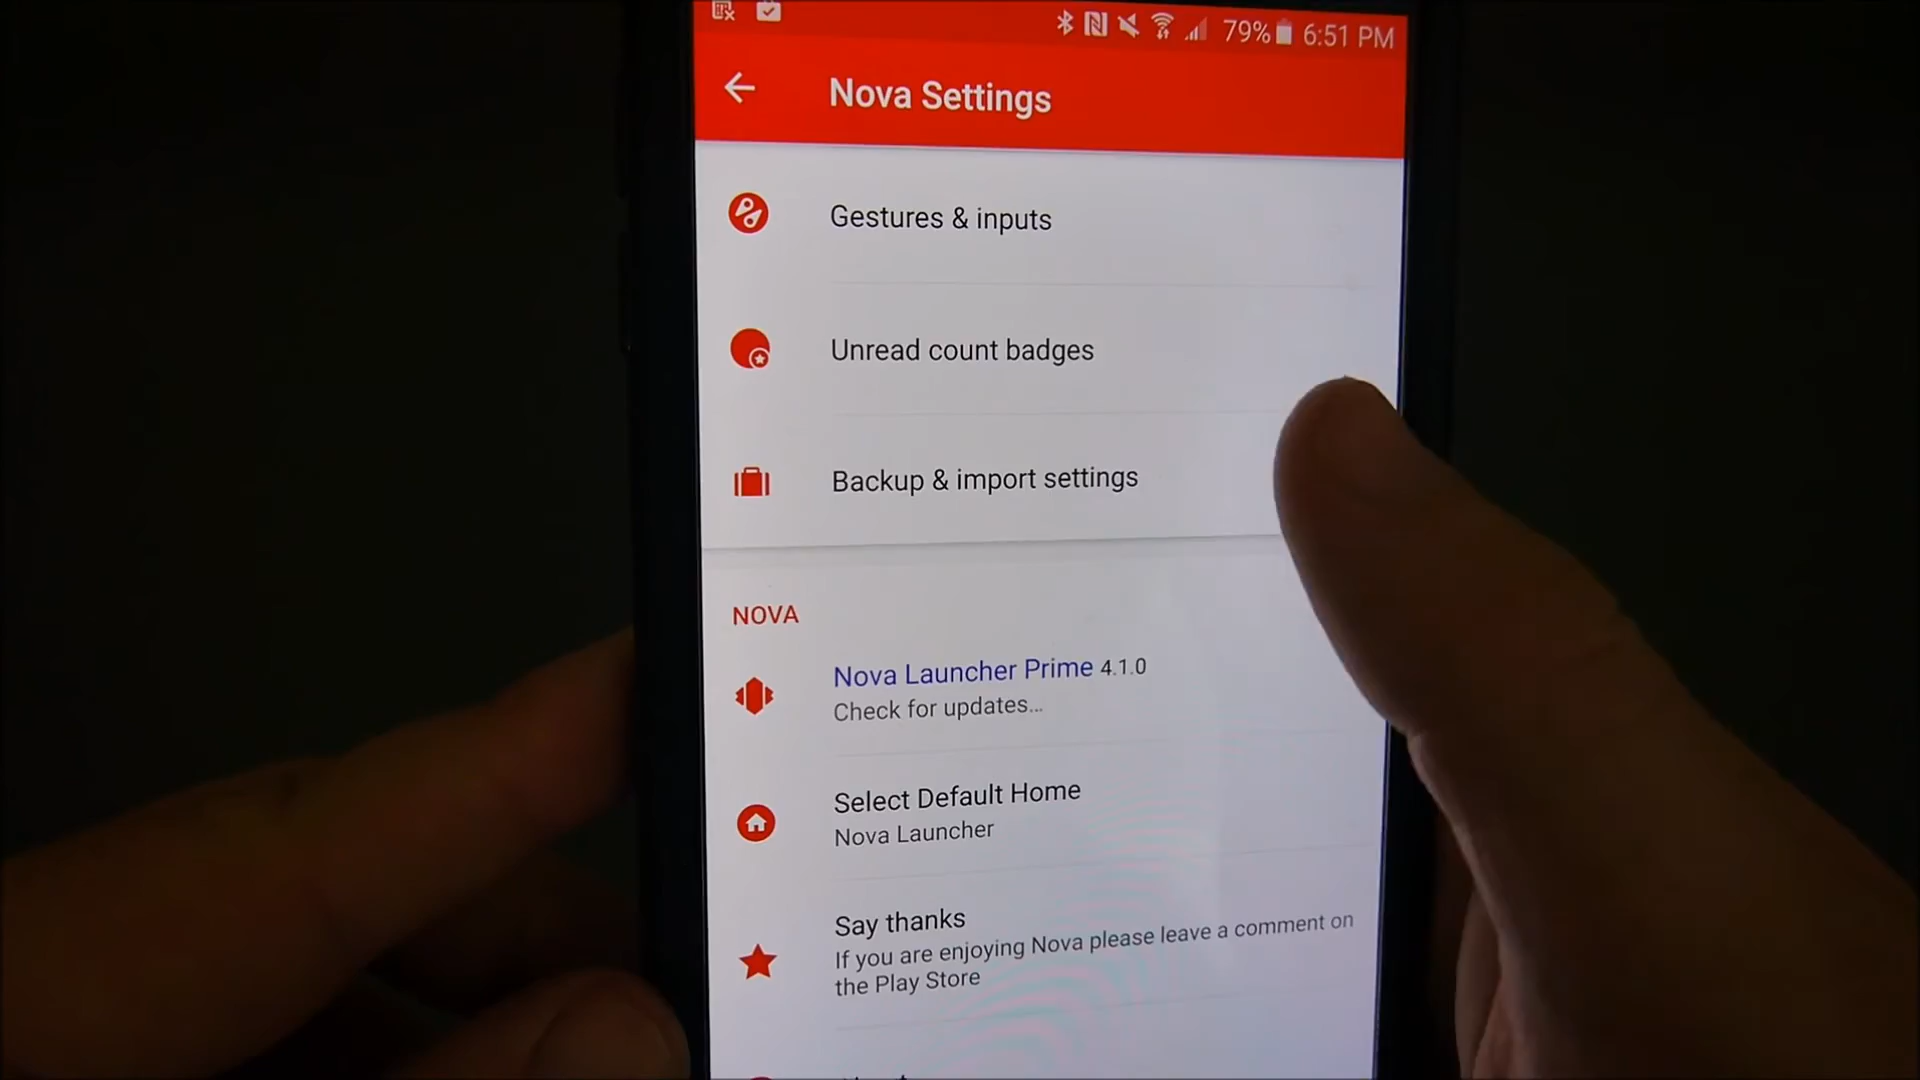 79% 6:51 PM
Nova Settings
Gestures & inputs
Unread count badges
Backup & import settings
NOVA
Nova Launcher Prime 4.1.0
Check for updates...
Select Default Home
Nova Launcher
Say thanks
If you are enjoying Nova please leave a comment on
the Play Store